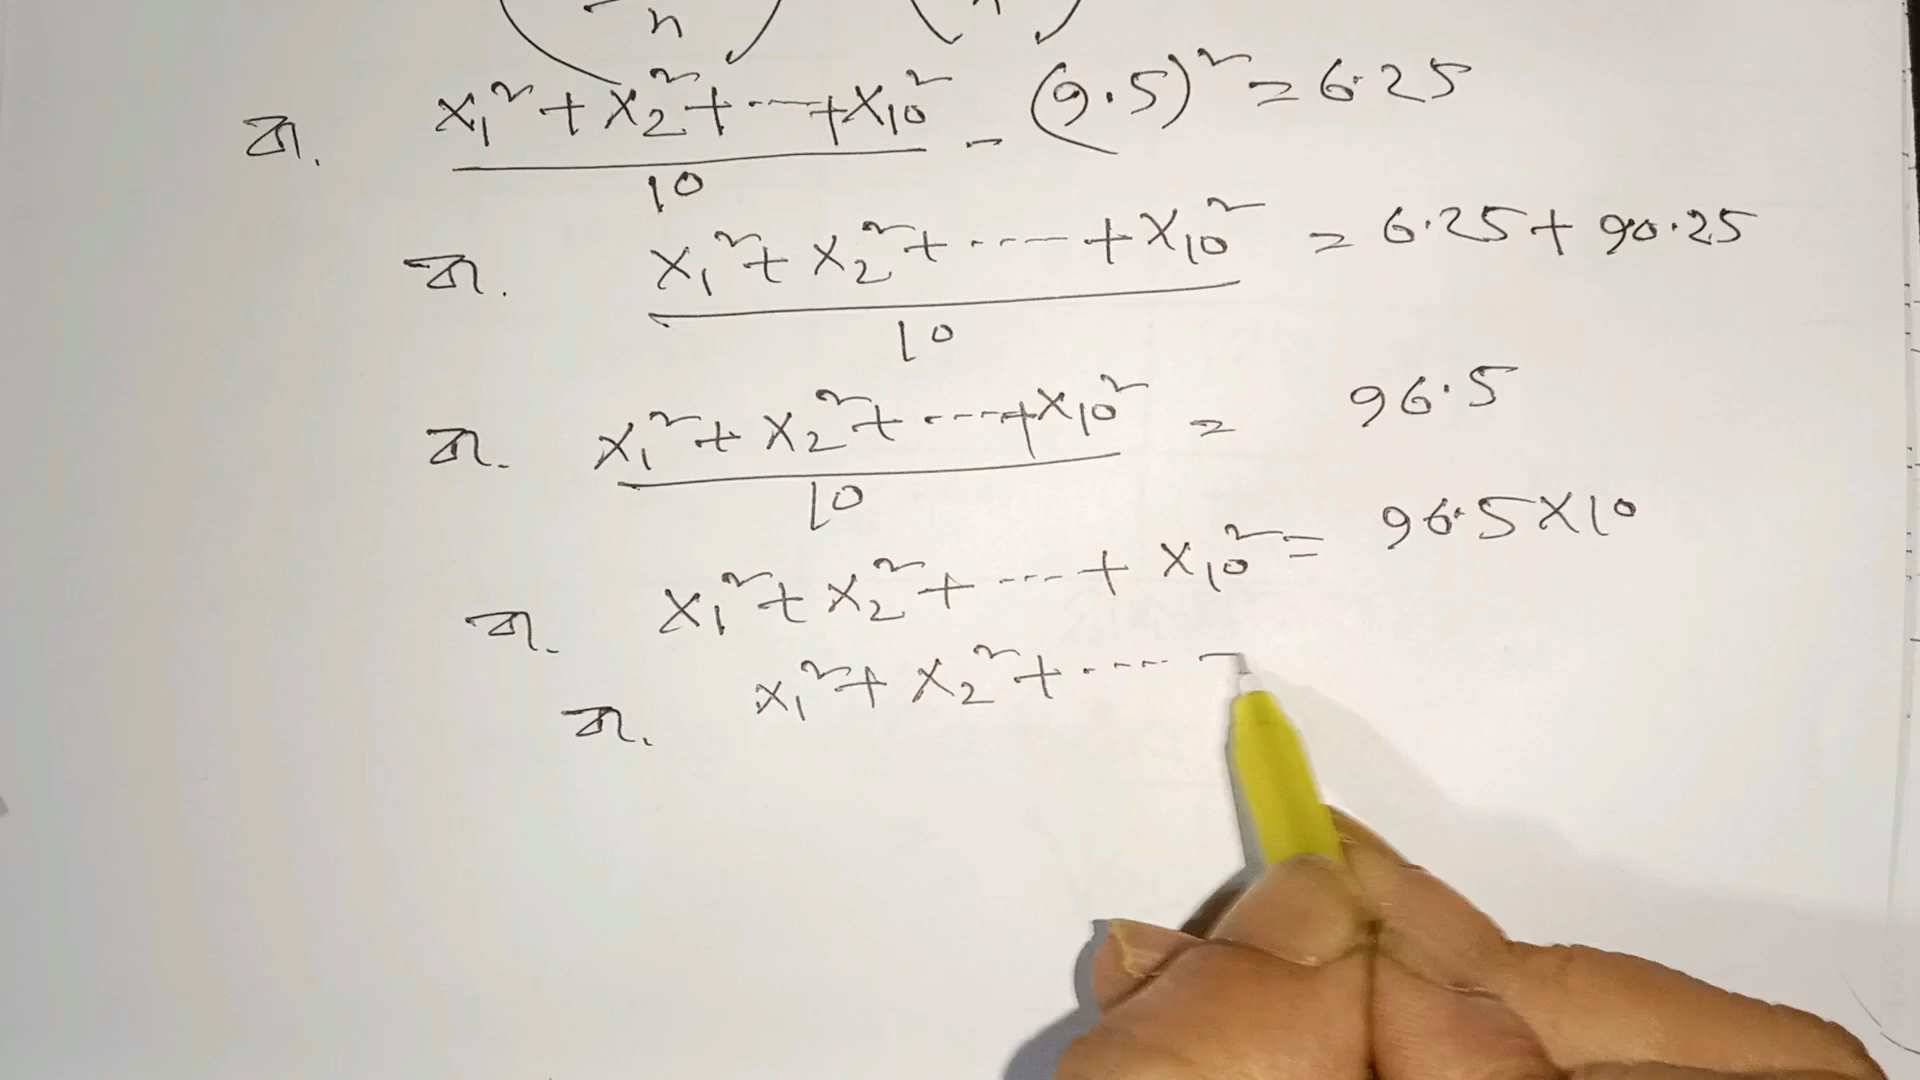 n
বা, x₁² + x₂² + ---- + x₁₀² / 10 - (9.5)² = 6.25
বা, x₁² + x₂² + ---- + x₁₀² / 10 = 6.25 + 90.25
বা, x₁² + x₂² + ---- + x₁₀² / 10 = 96.5
বা, x₁² + x₂² + ---- + x₁₀² = 96.5 × 10
বা, x₁² + x₂² + ----